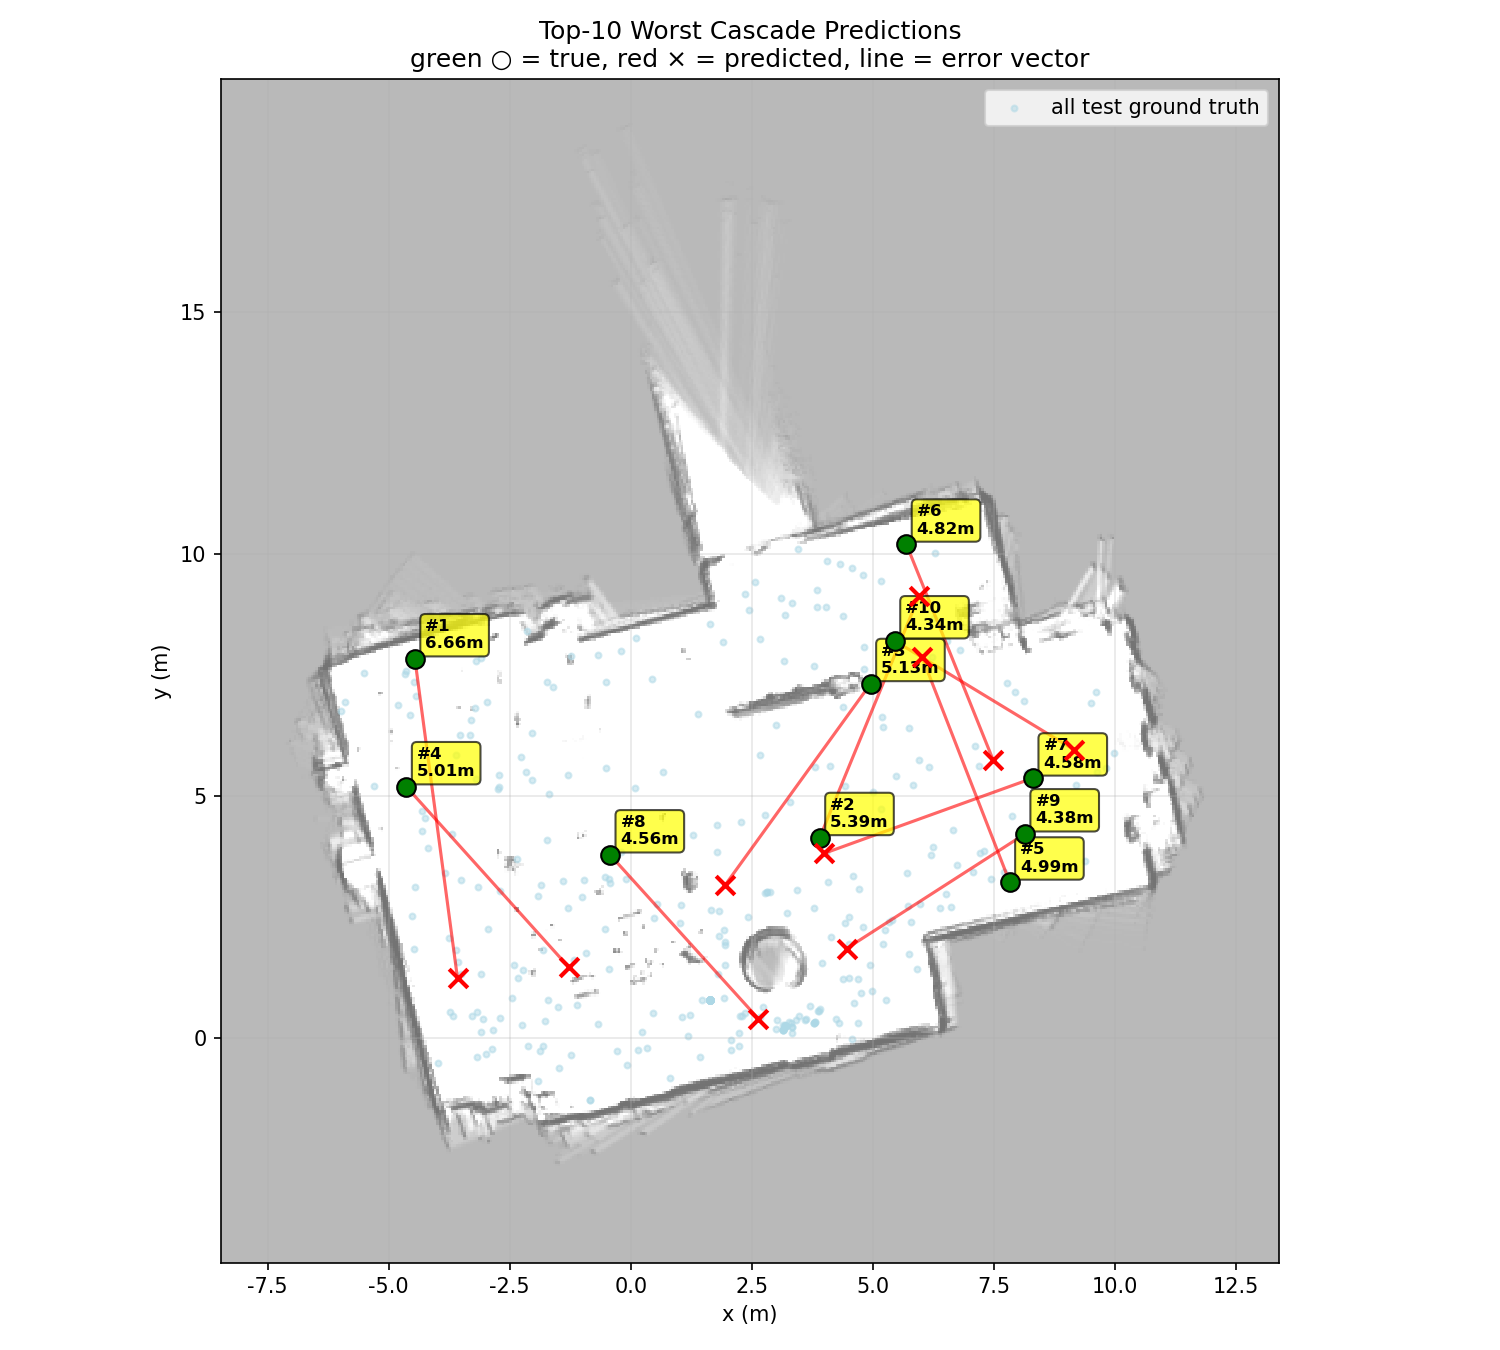 Top-10 Worst Cascade Predictions
green ○ = true, red × = predicted, line = error vector
all test ground truth
15
10
5
0
y (m)
#6
4.82m
#10
4.34m
#3
5.13m
#1
6.66m
#4
5.01m
#7
4.58m
#2
5.39m
#9
4.38m
#8
4.56m
#5
4.99m
-7.5
-5.0
-2.5
0.0
2.5
5.0
7.5
10.0
12.5
x (m)